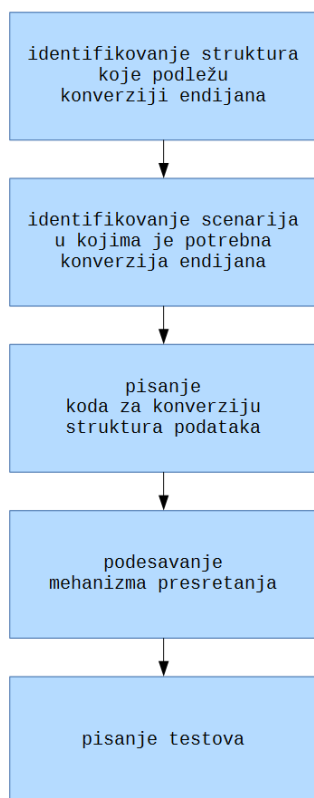 identifikovanje struktura
koje podležu
konverziji endijana
identifikovanje scenarija
u kojima je potrebna
konverzija endijana
pisanje
koda za konverziju
struktura podataka
podesavanje
mehanizma presretanja
pisanje testova